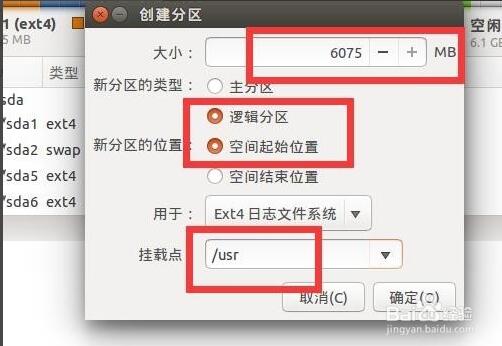 创建分区
1 (ext4)
5 MB
空闲
6.1 G
大小： 6075 − + MB
类型
新分区的类型： 主分区
逻辑分区
新分区的位置： 空间起始位置
空间结束位置
sda
/sda1 ext4
/sda2 swap
/sda5 ext4
/sda6 ext4
用于： Ext4 日志文件系统
挂载点： /usr
取消(C) 确定(O)
Baidu 经验
jingyan.baidu.com